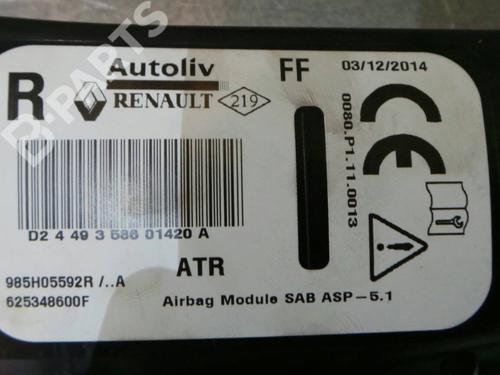 B-PARTS
R
Autoliv
RENAULT
219
FF
03/12/2014
0080.P1.11.0013
CE
D2 4 49 3 586 01420 A
985H05592R /..A
625348600F
ATR
Airbag Module SAB ASP-5.1